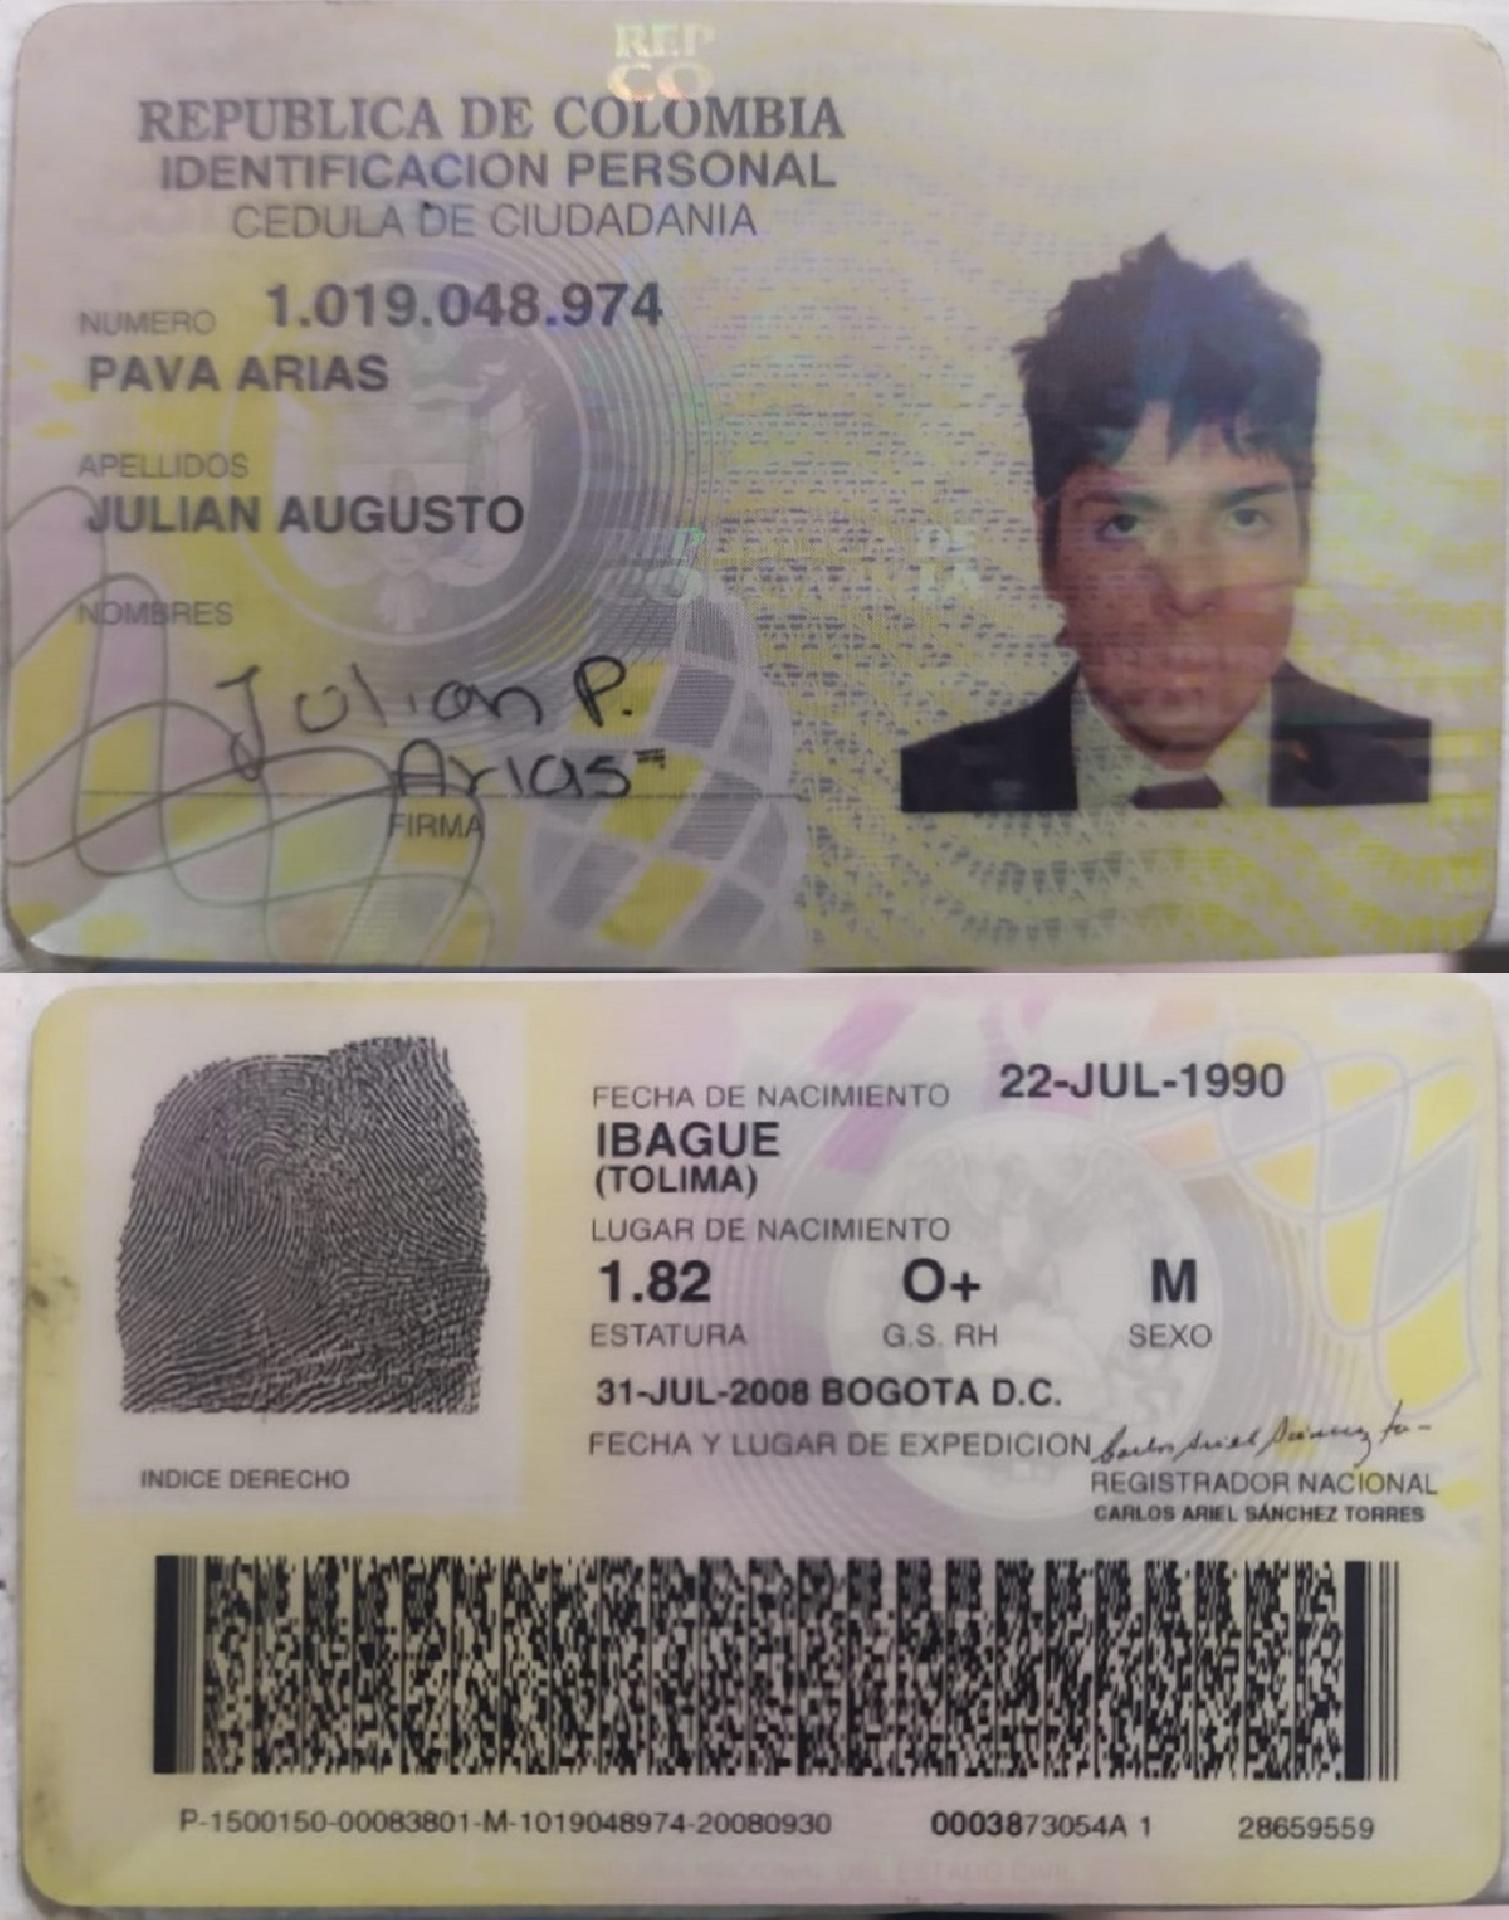 REP
CO
REPUBLICA DE COLOMBIA
IDENTIFICACION PERSONAL
CEDULA DE CIUDADANIA
NUMERO 1.019.048.974
PAVA ARIAS
APELLIDOS
JULIAN AUGUSTO
NOMBRES
REP
DE
LA
Julian P.
Arias
FIRMA
FECHA DE NACIMIENTO 22-JUL-1990
IBAGUE
(TOLIMA)
LUGAR DE NACIMIENTO
1.82 O+ M
ESTATURA G.S. RH SEXO
31-JUL-2008 BOGOTA D.C.
FECHA Y LUGAR DE EXPEDICION
INDICE DERECHO
REGISTRADOR NACIONAL
CARLOS ARIEL SÁNCHEZ TORRES
P-1500150-00083801-M-1019048974-20080930 0003873054A 1 28659559